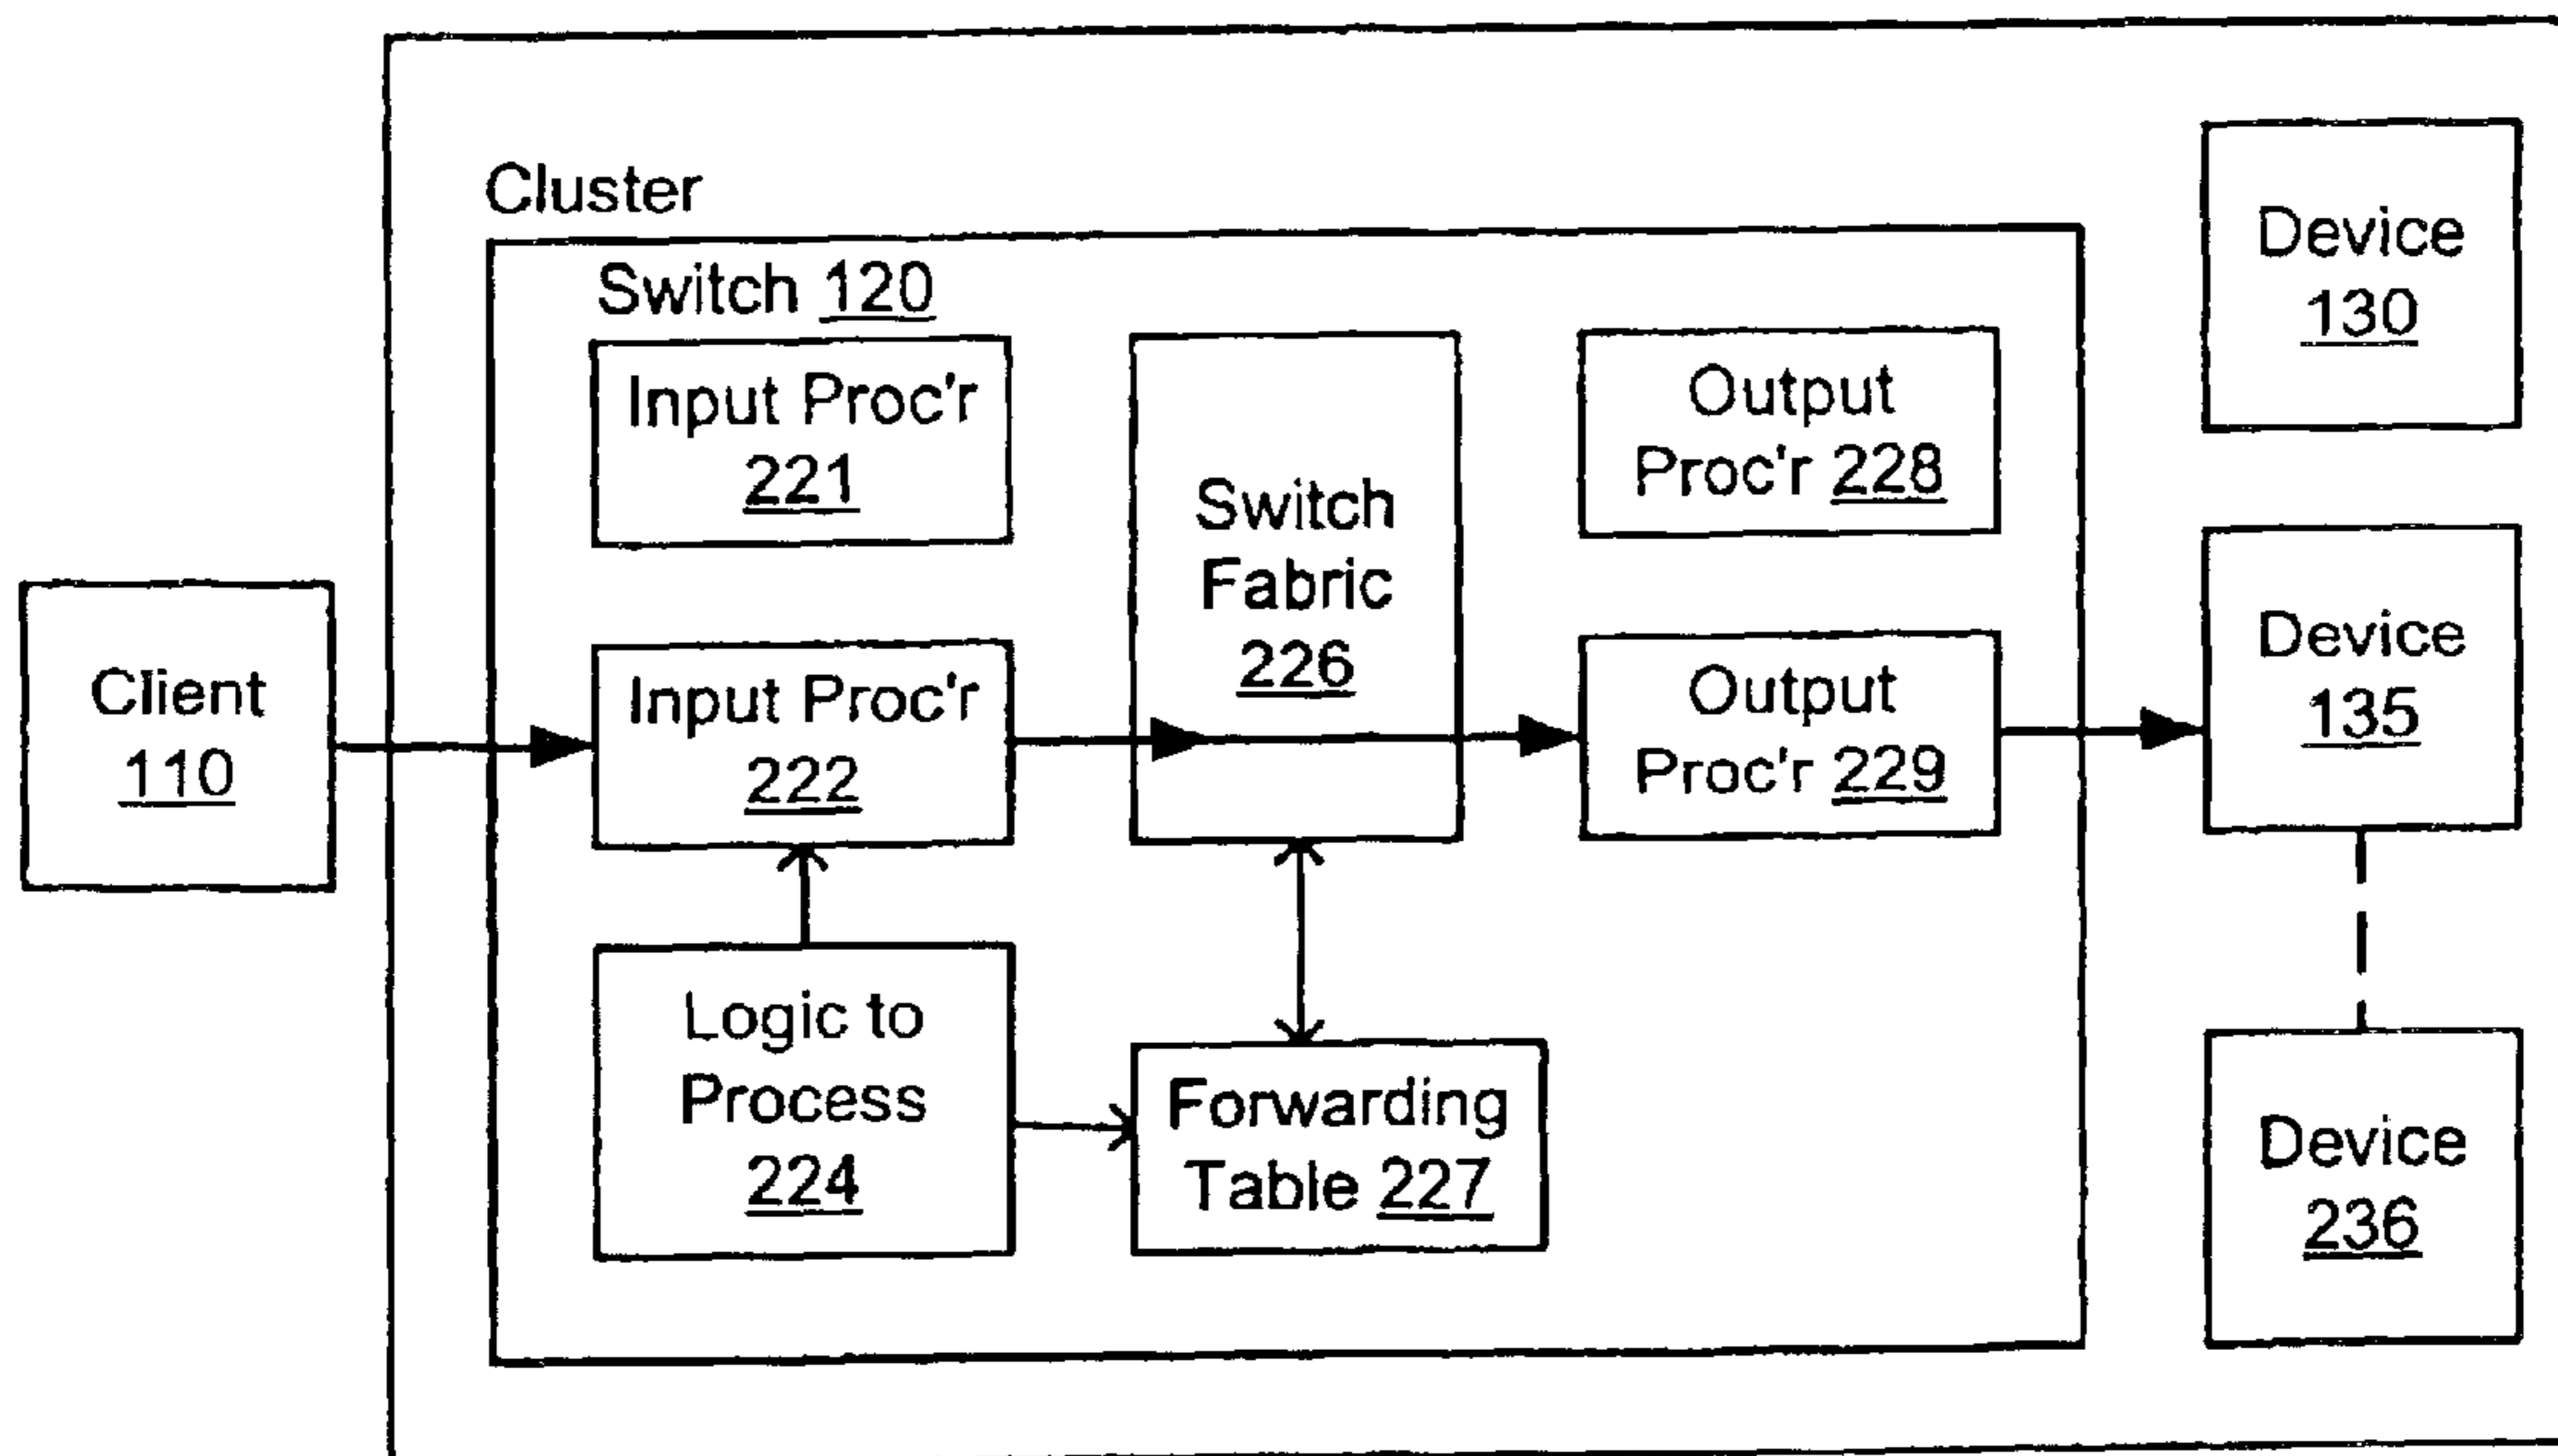 Cluster
Switch 120
Input Proc'r
221
Switch
Fabric
226
Output
Proc'r 228
Device
130
Client
110
Input Proc'r
222
Output
Proc'r 229
Device
135
Logic to
Process
224
Forwarding
Table 227
Device
236